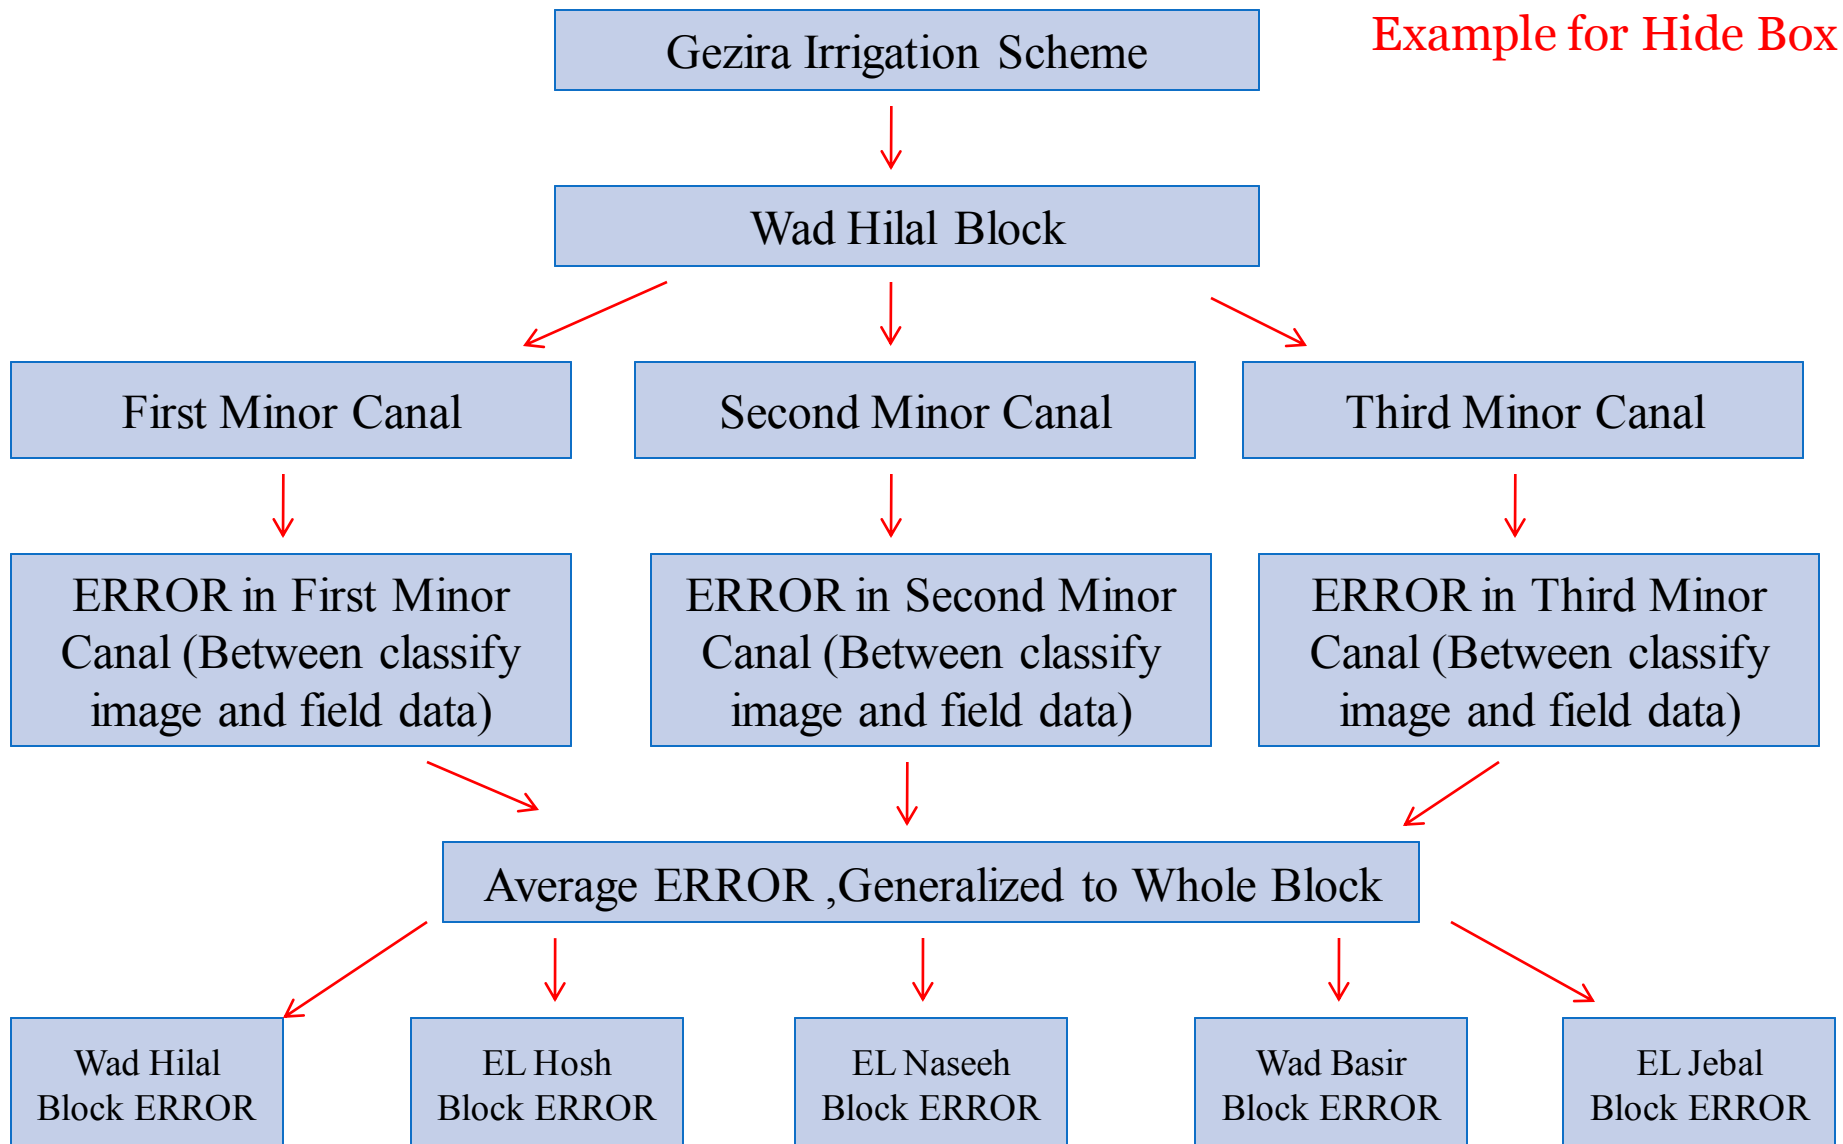 Example for Hide Box
Gezira Irrigation Scheme
Wad Hilal Block
First Minor Canal
Second Minor Canal
Third Minor Canal
ERROR in First Minor
Canal (Between classify
image and field data)
ERROR in Second Minor
Canal (Between classify
image and field data)
ERROR in Third Minor
Canal (Between classify
image and field data)
Average ERROR ,Generalized to Whole Block
Wad Hilal
Block ERROR
EL Hosh
Block ERROR
EL Naseeh
Block ERROR
Wad Basir
Block ERROR
EL Jebal
Block ERROR